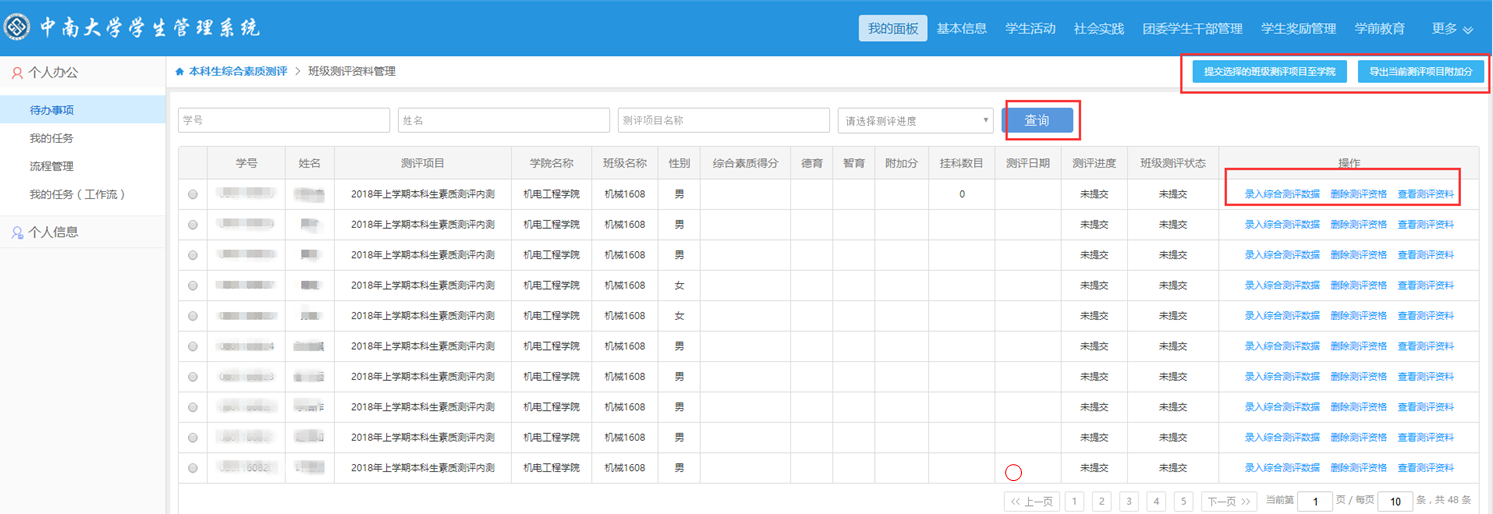 中南大学学生管理系统
我的面板 基本信息 学生活动 社会实践 团委学生干部管理 学生奖励管理 学前教育 更多
个人办公
待办事项
我的任务
流程管理
我的任务（工作流）
个人信息
本科生综合素质测评 > 班级测评资料管理
提交选择的班级测评项目至学院 导出当前测评项目附加分
学号 姓名 测评项目名称 请选择测评进度 查询
学号 姓名 测评项目 学院名称 班级名称 性别 综合素质得分 德育 智育 附加分 挂科数目 测评日期 测评进度 班级测评状态 操作
2018年上学期本科生素质测评内测 机电工程学院 机械1608 男 0 未提交 未提交 录入综合测评数据 删除测评资格 查看测评资料
2018年上学期本科生素质测评内测 机电工程学院 机械1608 男 未提交 未提交 录入综合测评数据 删除测评资格 查看测评资料
2018年上学期本科生素质测评内测 机电工程学院 机械1608 男 未提交 未提交 录入综合测评数据 删除测评资格 查看测评资料
2018年上学期本科生素质测评内测 机电工程学院 机械1608 女 未提交 未提交 录入综合测评数据 删除测评资格 查看测评资料
2018年上学期本科生素质测评内测 机电工程学院 机械1608 女 未提交 未提交 录入综合测评数据 删除测评资格 查看测评资料
2018年上学期本科生素质测评内测 机电工程学院 机械1608 男 未提交 未提交 录入综合测评数据 删除测评资格 查看测评资料
2018年上学期本科生素质测评内测 机电工程学院 机械1608 男 未提交 未提交 录入综合测评数据 删除测评资格 查看测评资料
2018年上学期本科生素质测评内测 机电工程学院 机械1608 男 未提交 未提交 录入综合测评数据 删除测评资格 查看测评资料
2018年上学期本科生素质测评内测 机电工程学院 机械1608 男 未提交 未提交 录入综合测评数据 删除测评资格 查看测评资料
2018年上学期本科生素质测评内测 机电工程学院 机械1608 男 未提交 未提交 录入综合测评数据 删除测评资格 查看测评资料
<< 上一页 1 2 3 4 5 下一页 >> 当前第 1 页 / 每页 10 条，共 48 条